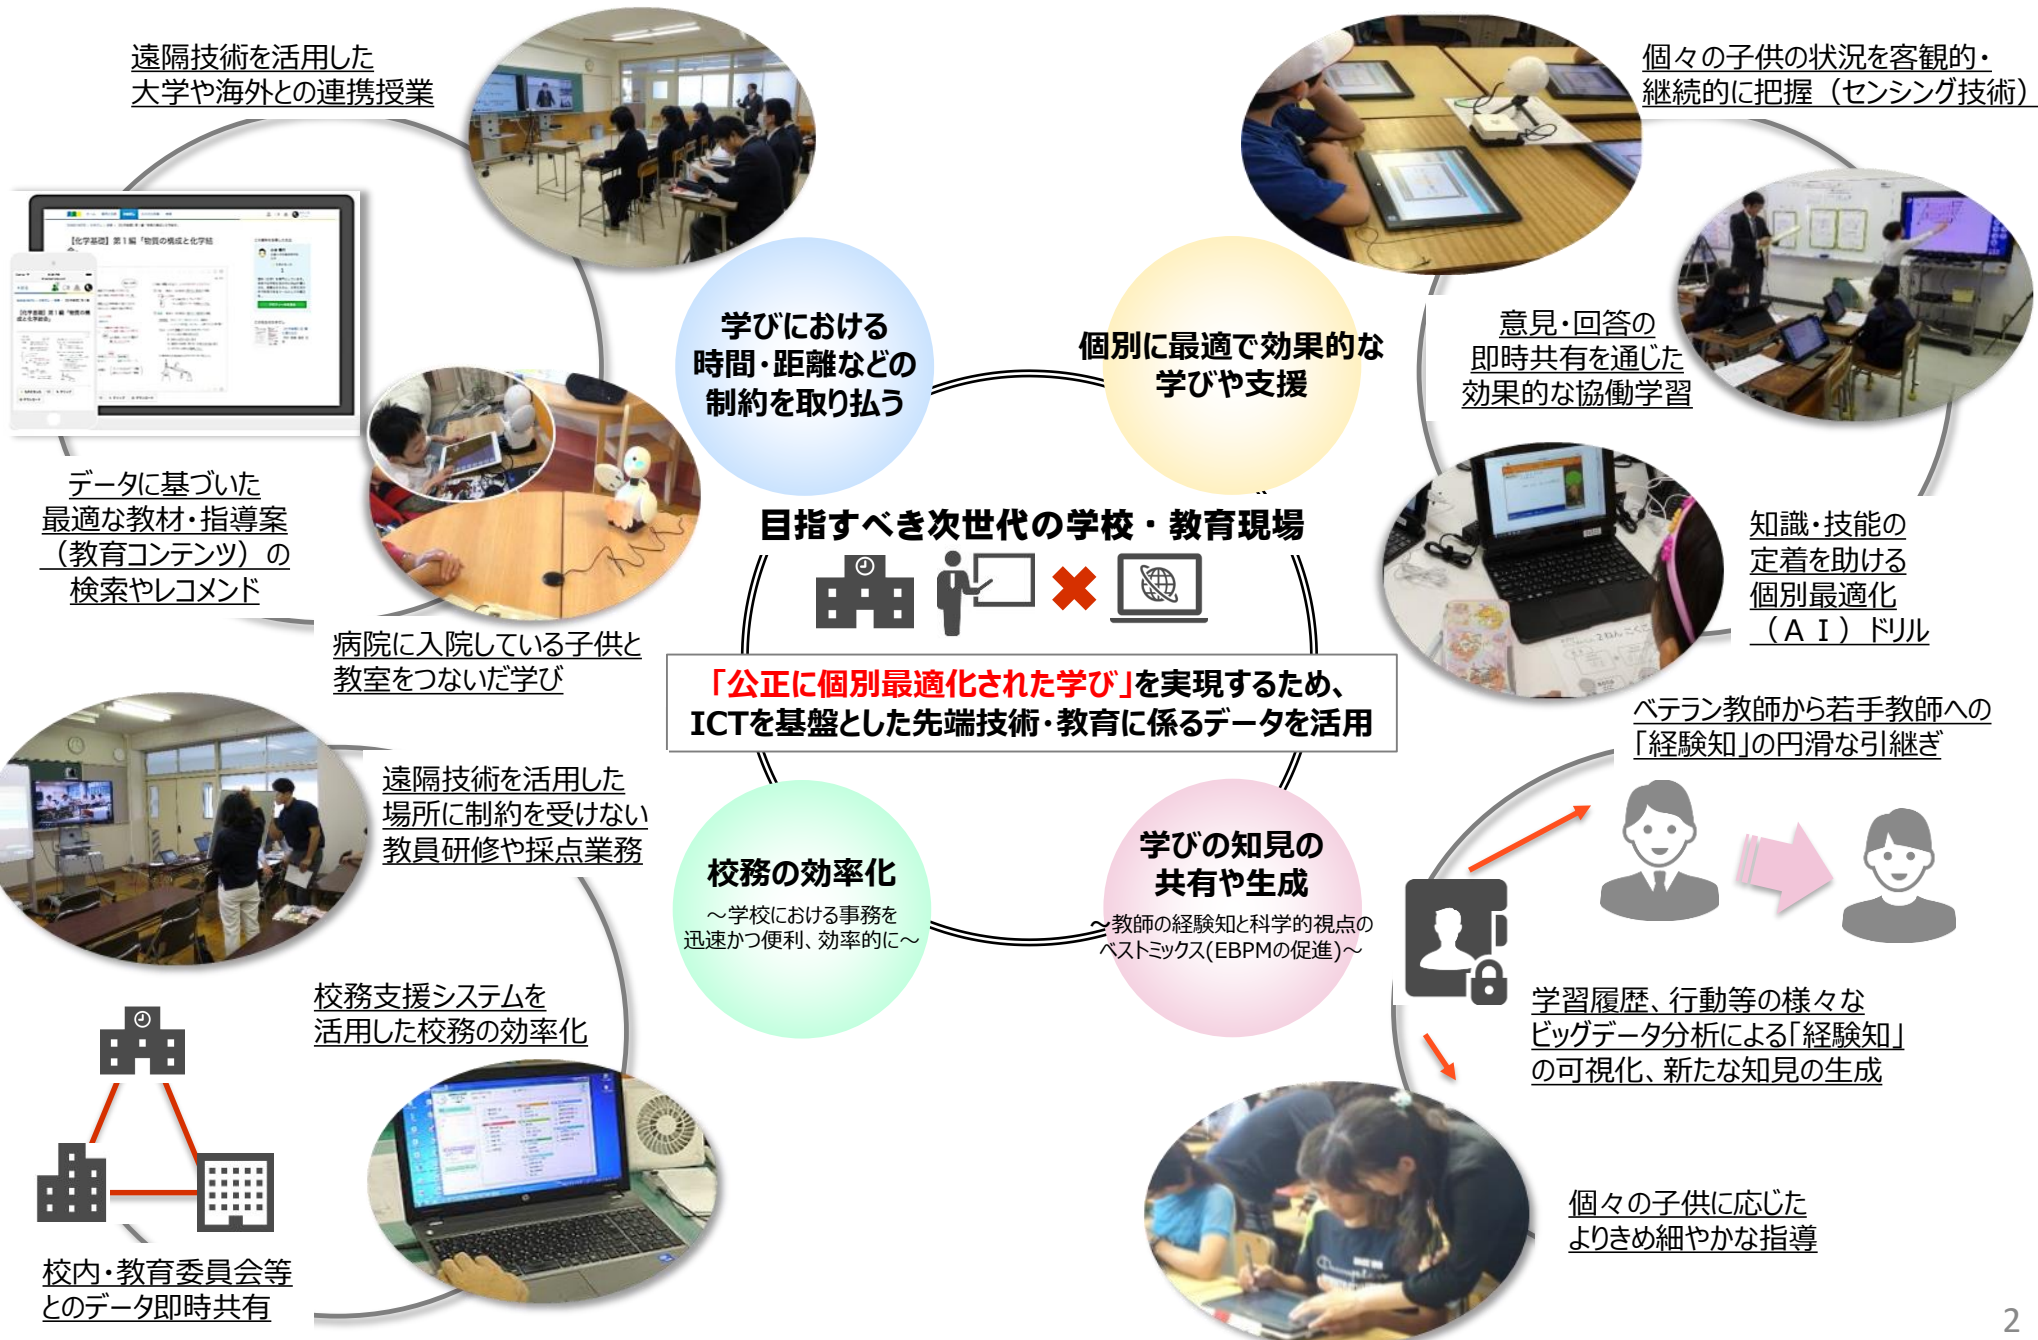 遠隔技術を活用した
大学や海外との連携授業
個々の子供の状況を客観的・
継続的に把握（センシング技術）
【化学基礎】第1編「物質の構成と化学結
学びにおける
時間・距離などの
制約を取り払う
個別に最適で効果的な
学びや支援
意見・回答の
即時共有を通じた
効果的な協働学習
データに基づいた
最適な教材・指導案
（教育コンテンツ）の
検索やレコメンド
病院に入院している子供と
教室をつないだ学び
目指すべき次世代の学校・教育現場
知識・技能の
定着を助ける
個別最適化
（ＡＩ）ドリル
「公正に個別最適化された学び」を実現するため、
ICTを基盤とした先端技術・教育に係るデータを活用
遠隔技術を活用した
場所に制約を受けない
教員研修や採点業務
校務の効率化
～学校における事務を
迅速かつ便利、効率的に～
学びの知見の
共有や生成
～教師の経験知と科学的視点の
ベストミックス(EBPMの促進)～
ベテラン教師から若手教師への
「経験知」の円滑な引継ぎ
校務支援システムを
活用した校務の効率化
学習履歴、行動等の様々な
ビッグデータ分析による「経験知」
の可視化、新たな知見の生成
校内・教育委員会等
とのデータ即時共有
個々の子供に応じた
よりきめ細やかな指導
2